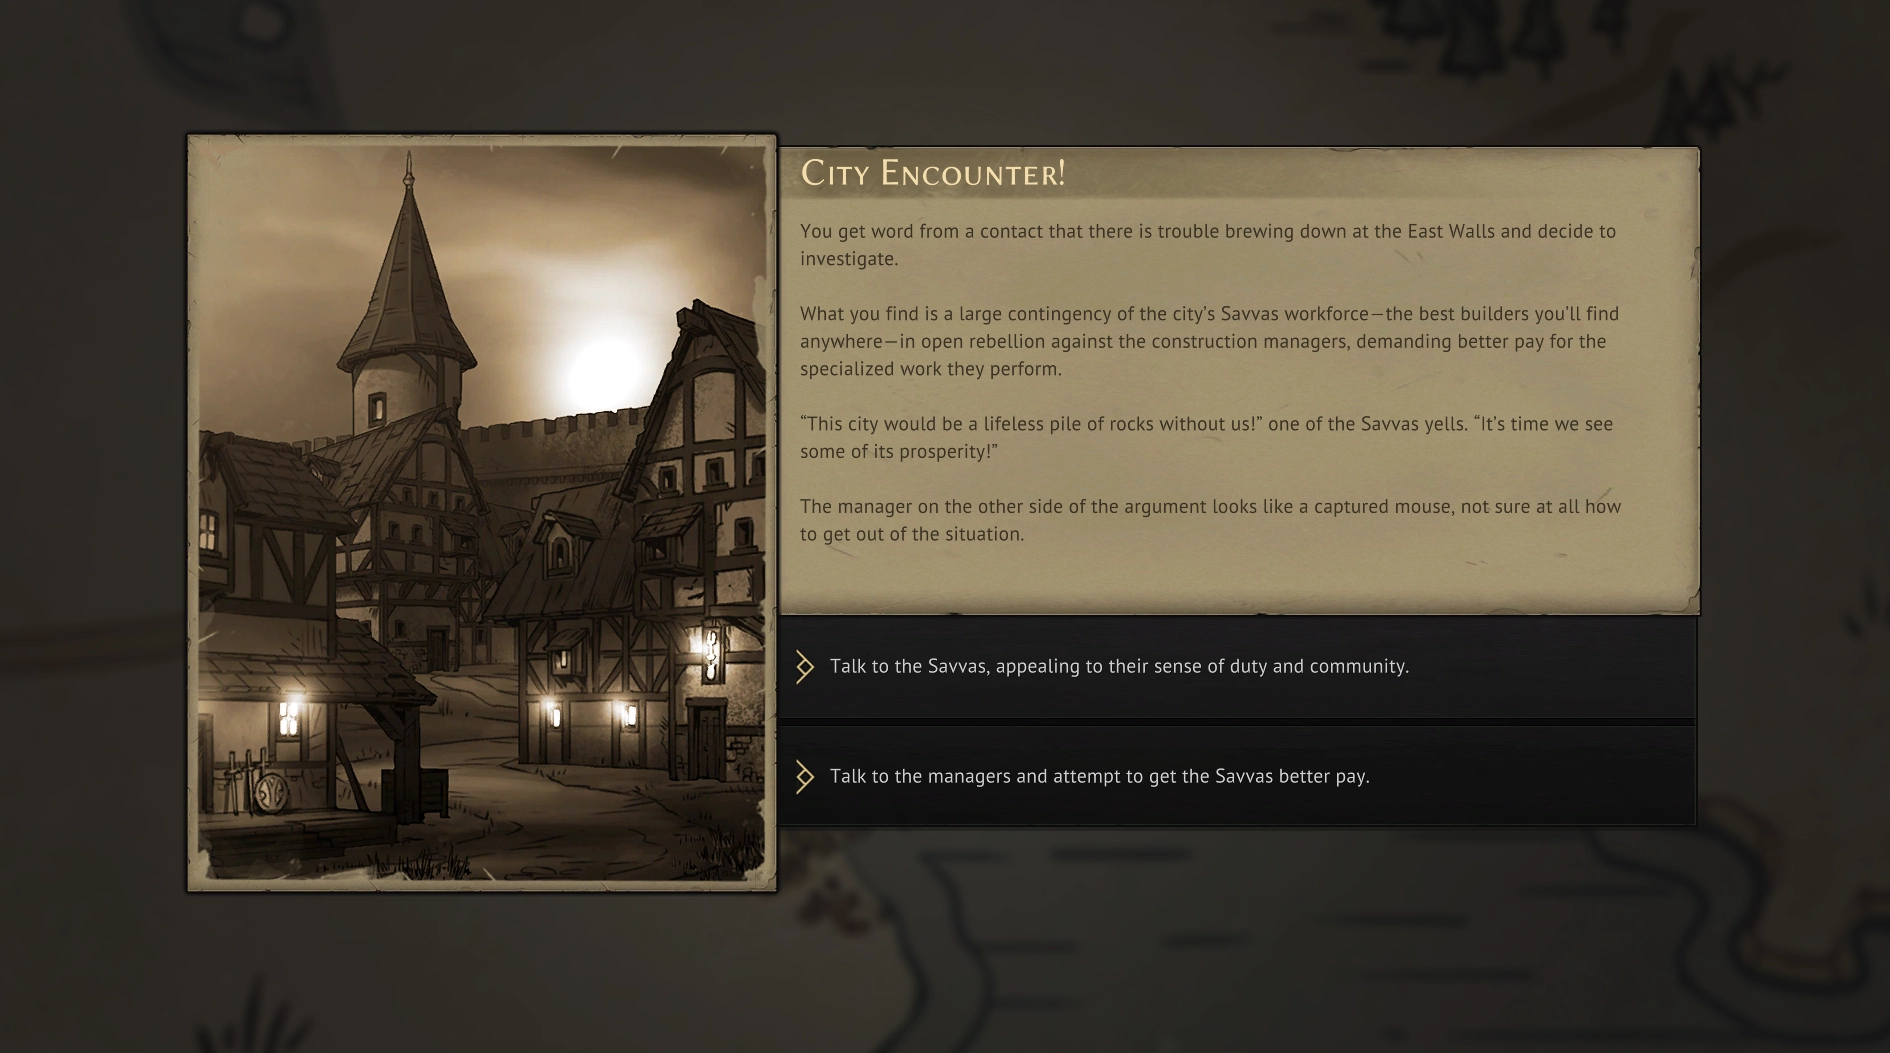 City Encounter!
You get word from a contact that there is trouble brewing down at the East Walls and decide to
investigate.
What you find is a large contingency of the city's Savvas workforce—the best builders you'll find
anywhere—in open rebellion against the construction managers, demanding better pay for the
specialized work they perform.
“This city would be a lifeless pile of rocks without us!” one of the Savvas yells. “It's time we see
some of its prosperity!”
The manager on the other side of the argument looks like a captured mouse, not sure at all how
to get out of the situation.
Talk to the Savvas, appealing to their sense of duty and community.
Talk to the managers and attempt to get the Savvas better pay.